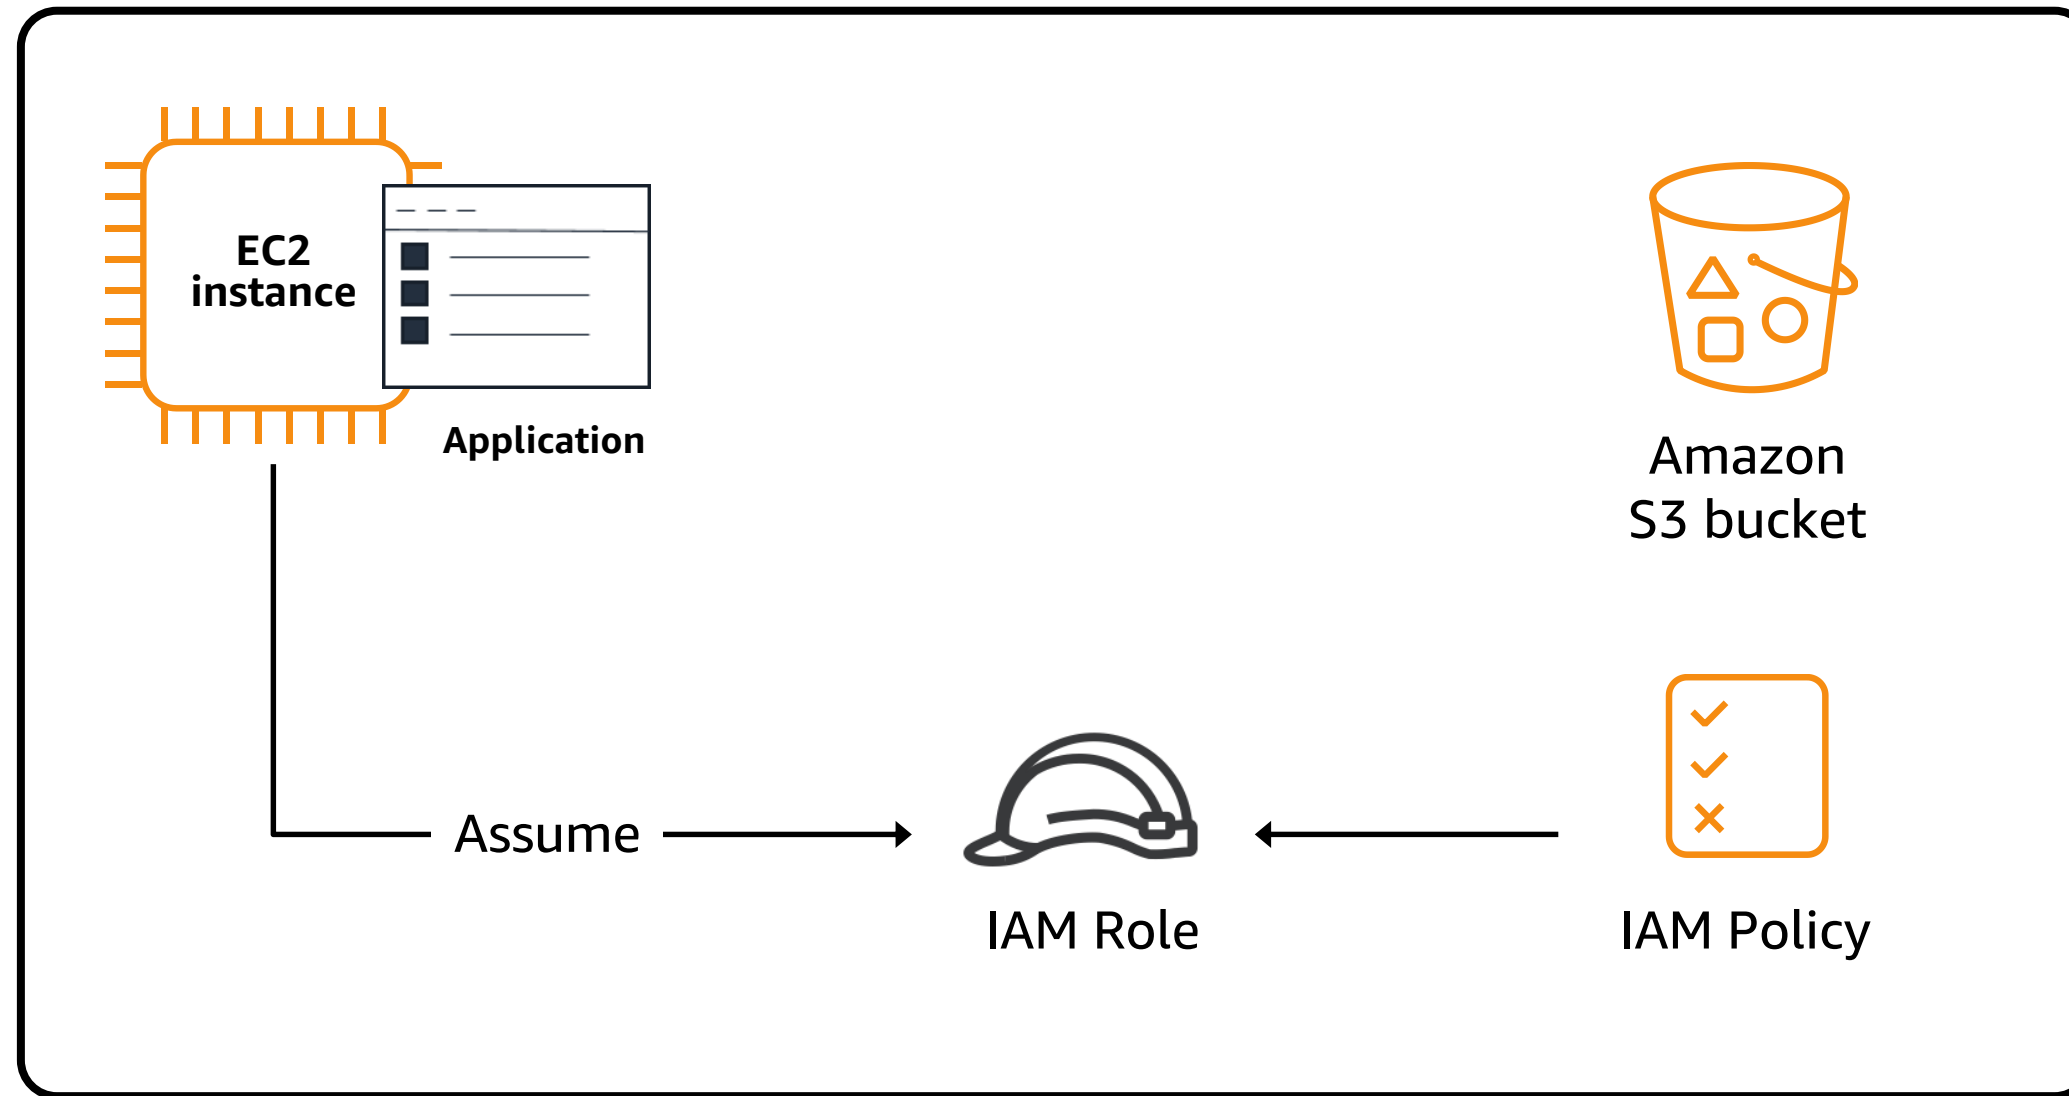 EC2
instance
Application
Amazon
S3 bucket
Assume
IAM Role
IAM Policy